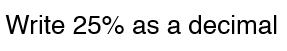 Write 25% as a decimal